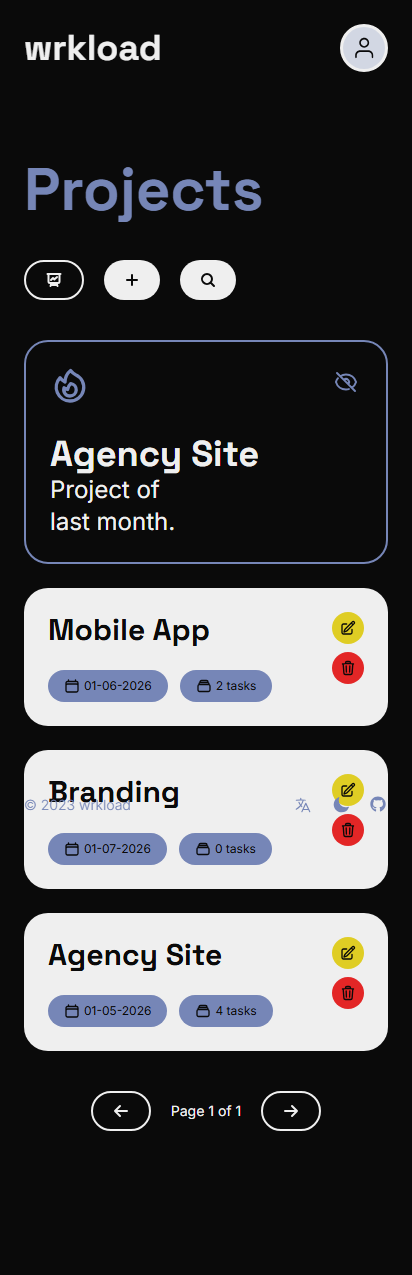 wrkload
Projects
Agency Site
Project of
last month.
Mobile App
01-06-2026
2 tasks
Branding
© 2023 wrkload
01-07-2026
0 tasks
Agency Site
01-05-2026
4 tasks
Page 1 of 1